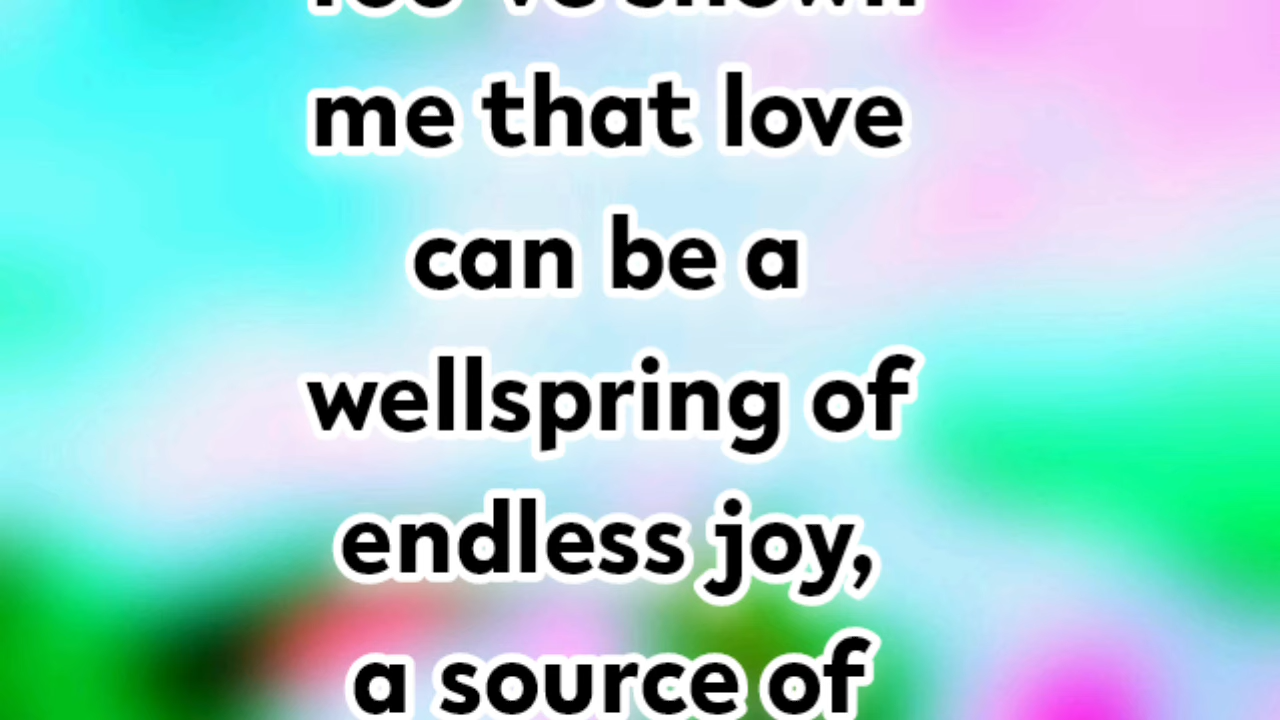 me that love
can be a
wellspring of
endless joy,
a source of